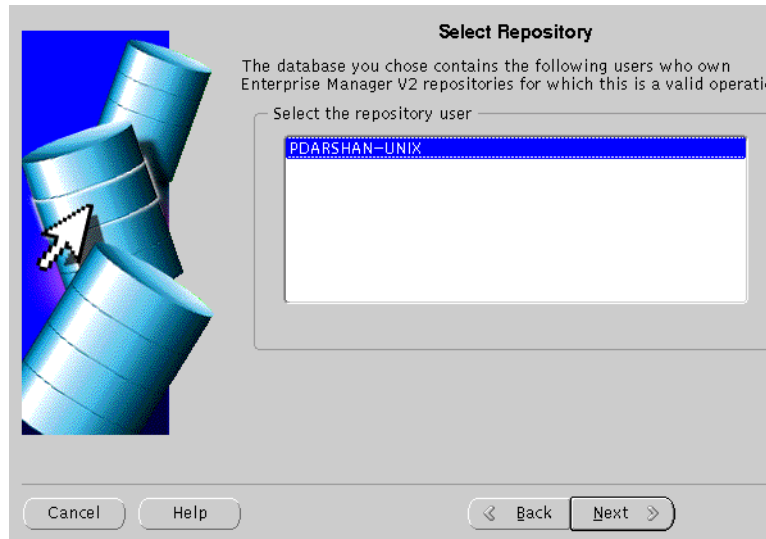 Select Repository
The database you chose contains the following users who own
Enterprise Manager V2 repositories for which this is a valid operati
Select the repository user
PDARSHAN-UNIX
Cancel
Help
Back
Next